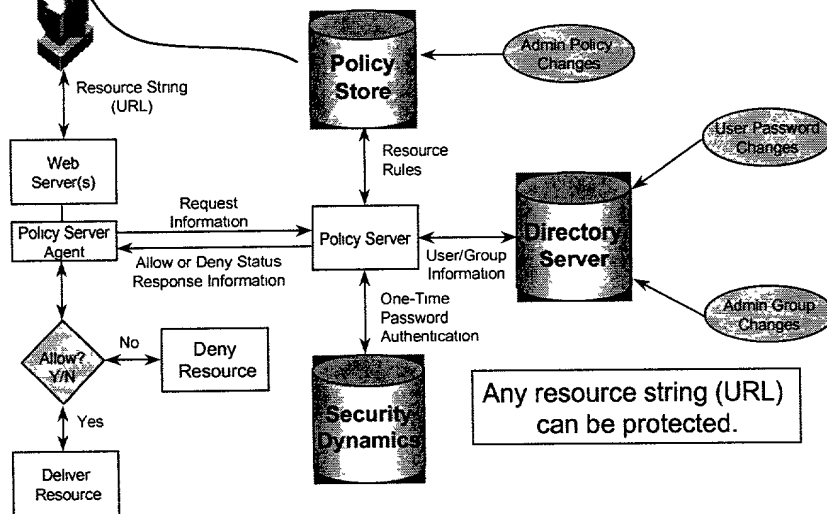 Policy
Store
Admin Policy
Changes
Resource String
(URL)
User Password
Changes
Web
Server(s)
Resource
Rules
Request
Information
Policy Server
Agent
Policy Server
Directory
Server
Allow or Deny Status
Response Information
User/Group
Information
One-Time
Password
Authentication
Admin Group
Changes
Allow?
Y/N
No
Deny
Resource
Yes
Security
Dynamics
Any resource string (URL)
can be protected.
Deliver
Resource